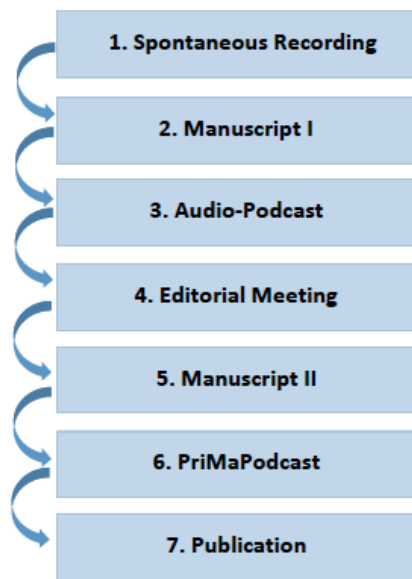 1. Spontaneous Recording
2. Manuscript I
3. Audio-Podcast
4. Editorial Meeting
5. Manuscript II
6. PriMaPodcast
7. Publication